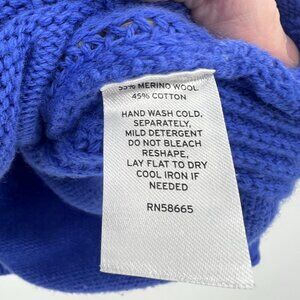 55% MERINO WOOL
45% COTTON
HAND WASH COLD.
SEPARATELY,
MILD DETERGENT
DO NOT BLEACH
RESHAPE,
LAY FLAT TO DRY
COOL IRON IF
NEEDED
RN58665